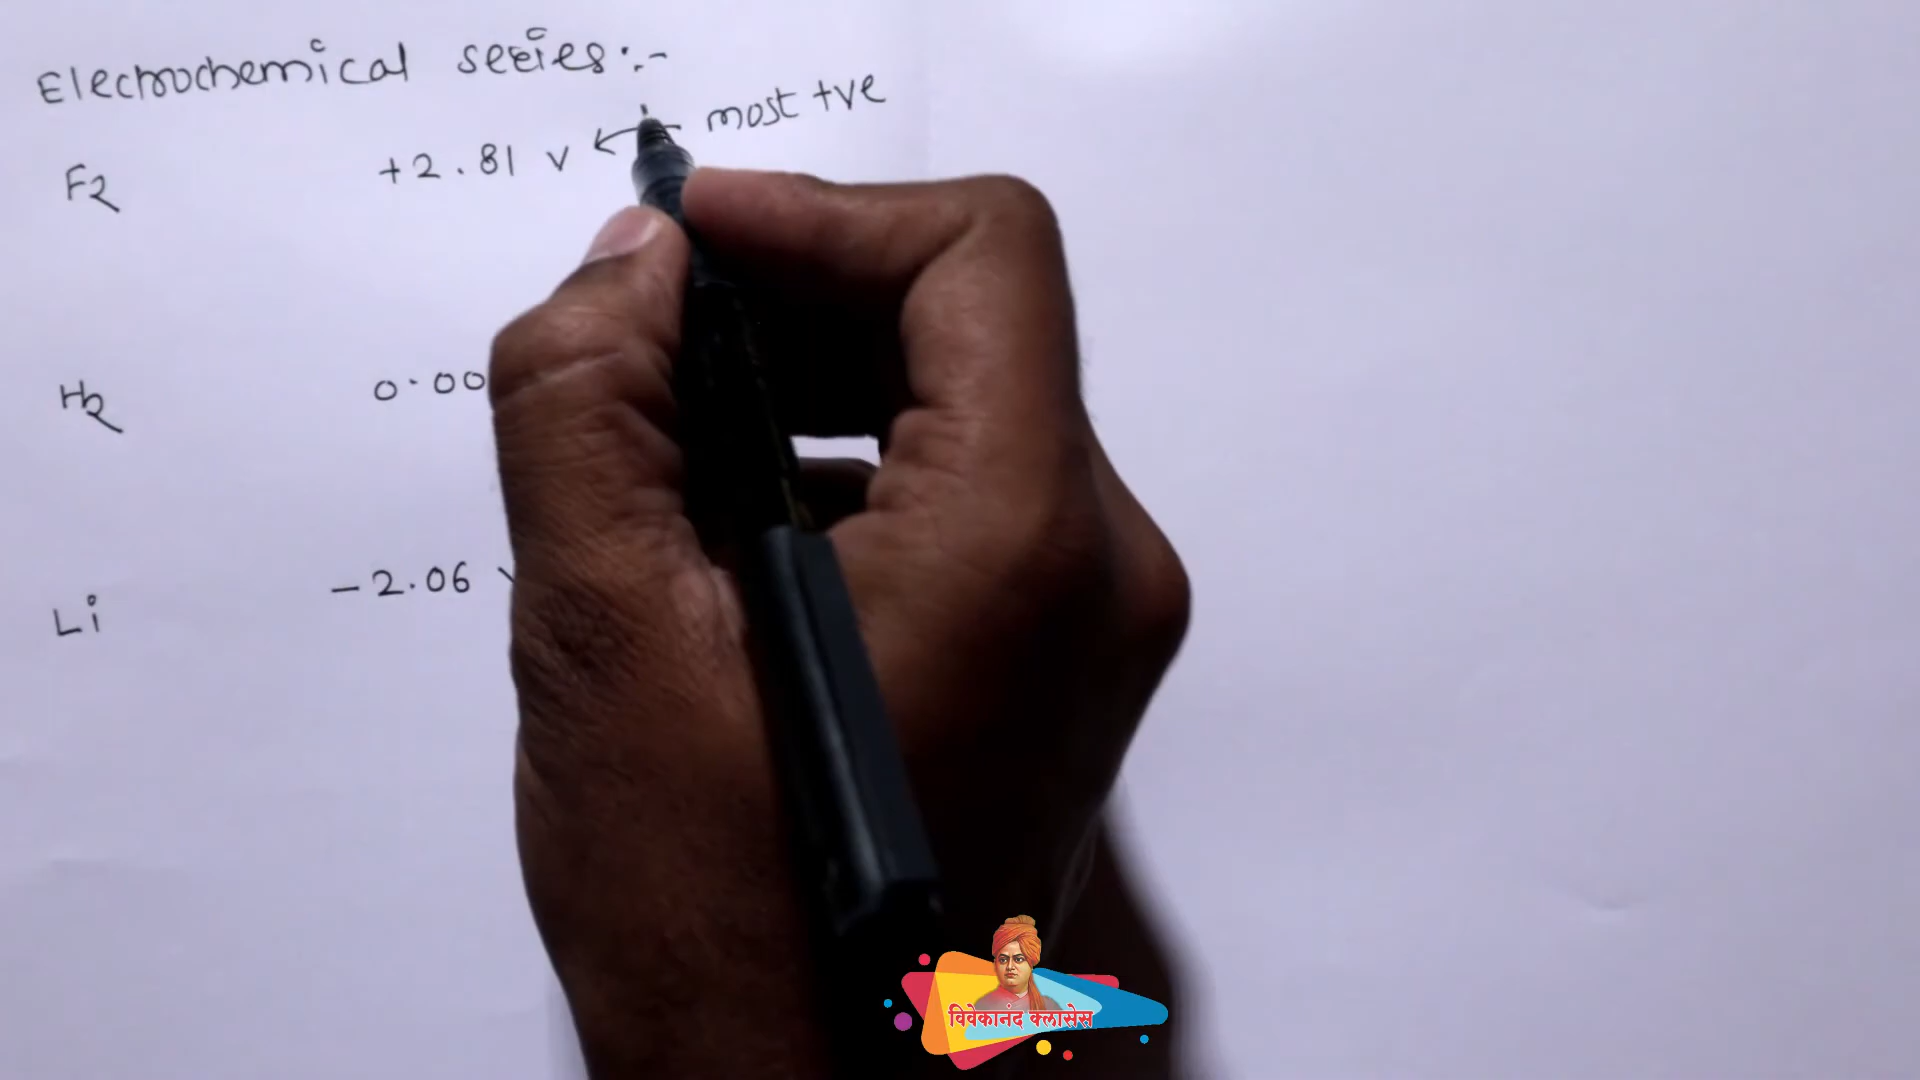 Electrochemical series:-
most +ve
F2 +2.81 v
H2 0.00
Li -2.06 v
विवेकानंद क्लासेस